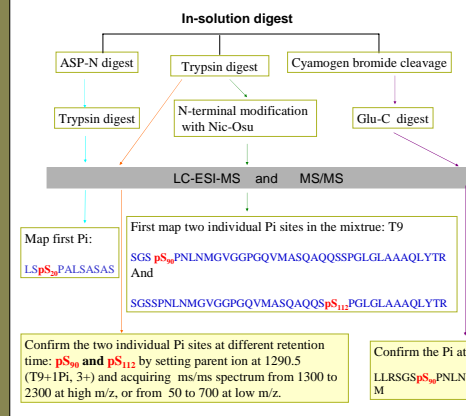 In-solution digest
ASP-N digest
Trypsin digest
Cyamogen bromide cleavage
Trypsin digest
N-terminal modification
with Nic-Osu
Glu-C digest
LC-ESI-MS and MS/MS
Map first Pi:
LSpS20PALSASAS
First map two individual Pi sites in the mixtrue: T9
SGS pS90PNLNMGVGGPGQVMASQAQQSSPGLGLAAAQLYTR
And
SGSSPNLNMGVGGPGQVMASQAQQSpS112PGLGLAAAQLYTR
Confirm the two individual Pi sites at different retention
time: pS90 and pS112 by setting parent ion at 1290.5
(T9+1Pi, 3+) and acquiring ms/ms spectrum from 1300 to
2300 at high m/z, or from 50 to 700 at low m/z.
Confirm the Pi at
LLRSGSpS90PNLN
M